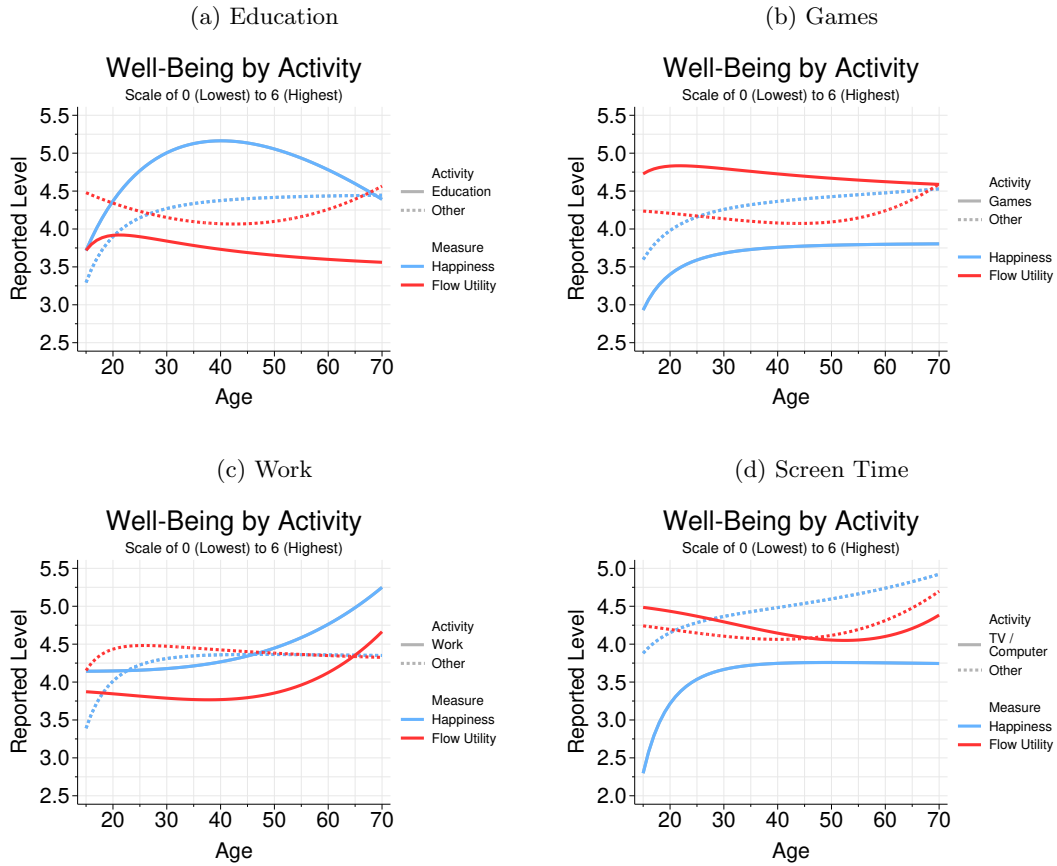 (a) Education
Well-Being by Activity
Scale of 0 (Lowest) to 6 (Highest)
Reported Level
5.5
5.0
4.5
4.0
3.5
3.0
2.5
20 30 40 50 60 70
Age
Activity
Education
Other
Measure
Happiness
Flow Utility
(b) Games
Well-Being by Activity
Scale of 0 (Lowest) to 6 (Highest)
Reported Level
5.5
5.0
4.5
4.0
3.5
3.0
2.5
20 30 40 50 60 70
Age
Activity
Games
Other
Happiness
Flow Utility
(c) Work
Well-Being by Activity
Scale of 0 (Lowest) to 6 (Highest)
Reported Level
5.5
5.0
4.5
4.0
3.5
3.0
2.5
20 30 40 50 60 70
Age
Activity
Work
Other
Measure
Happiness
Flow Utility
(d) Screen Time
Well-Being by Activity
Scale of 0 (Lowest) to 6 (Highest)
Reported Level
5.0
4.5
4.0
3.5
3.0
2.5
2.0
20 30 40 50 60 70
Age
Activity
TV /
Computer
Other
Measure
Happiness
Flow Utility